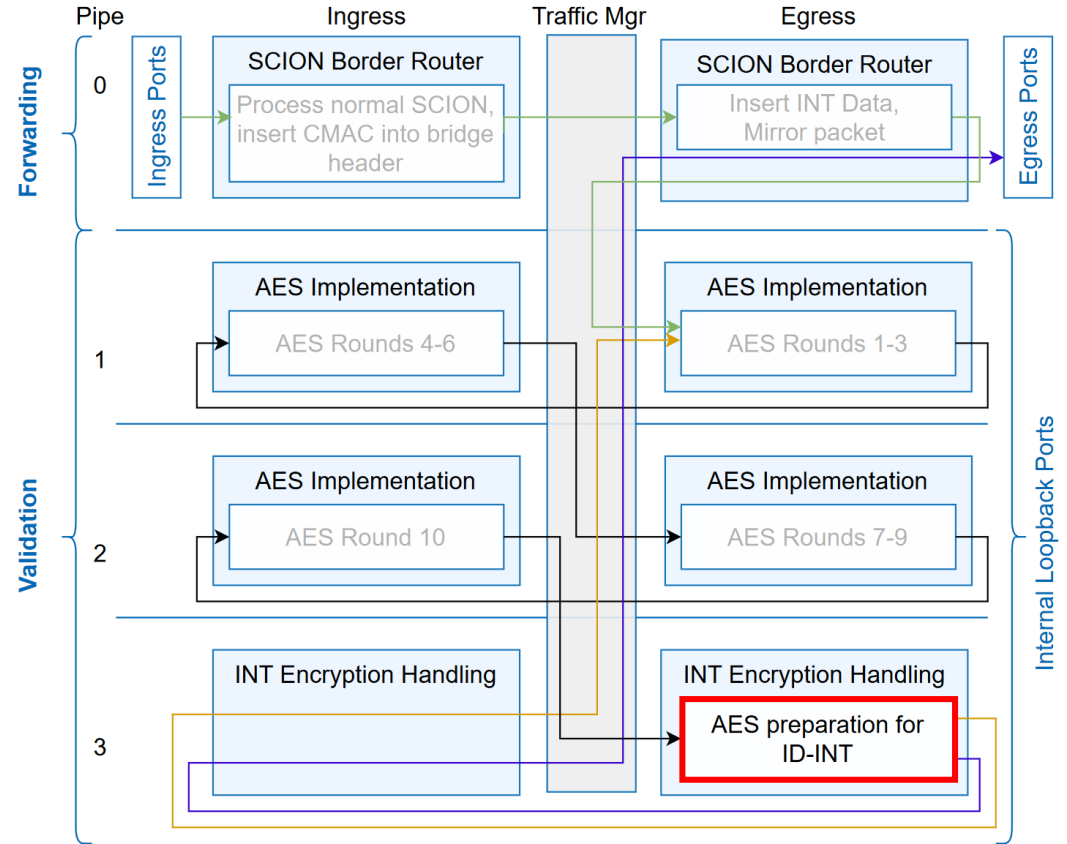 Pipe
Ingress
Traffic Mgr
Egress
Forwarding
0
Ingress Ports
SCION Border Router
Process normal SCION,
insert CMAC into bridge
header
SCION Border Router
Insert INT Data,
Mirror packet
Egress Ports
Validation
1
AES Implementation
AES Rounds 4-6
AES Implementation
AES Rounds 1-3
Internal Loopback Ports
2
AES Implementation
AES Round 10
AES Implementation
AES Rounds 7-9
3
INT Encryption Handling
INT Encryption Handling
AES preparation for
ID-INT